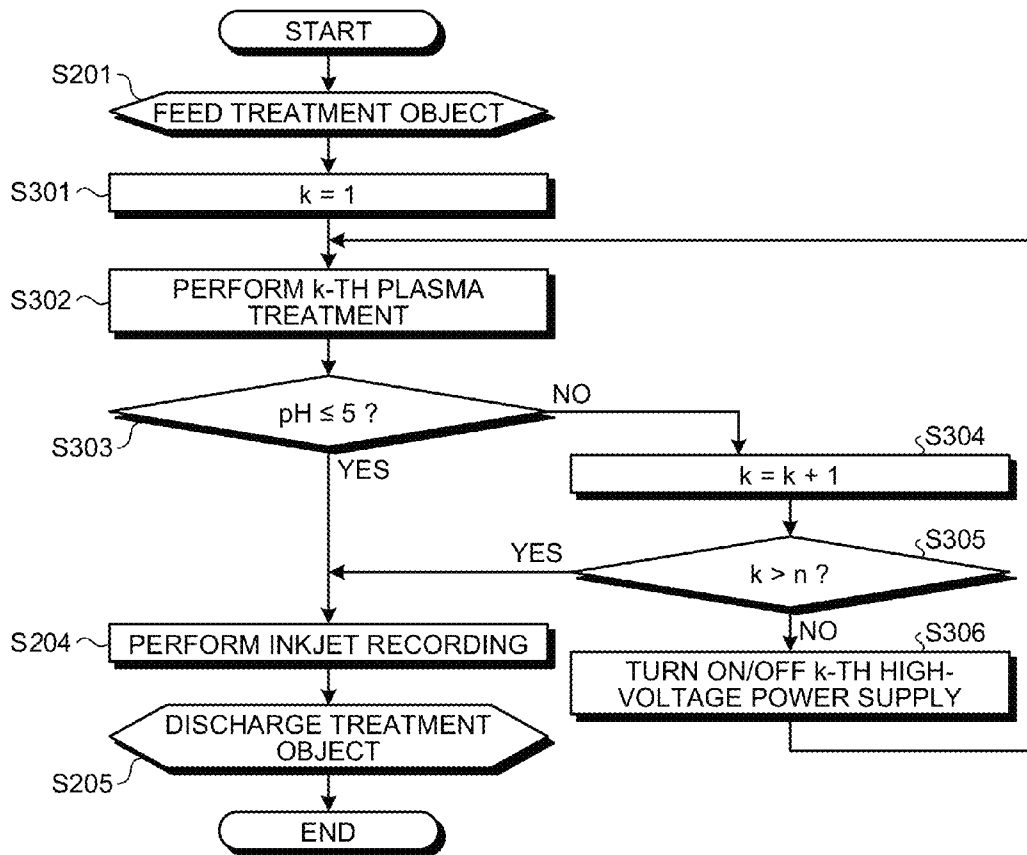 START
S201
FEED TREATMENT OBJECT
S301
k = 1
S302
PERFORM k-TH PLASMA
TREATMENT
pH ≤ 5 ?
NO
S303
YES
S304
k = k + 1
S305
YES
k > n ?
NO
S204
PERFORM INKJET RECORDING
S306
TURN ON/OFF k-TH HIGH-
VOLTAGE POWER SUPPLY
DISCHARGE TREATMENT
OBJECT
S205
END